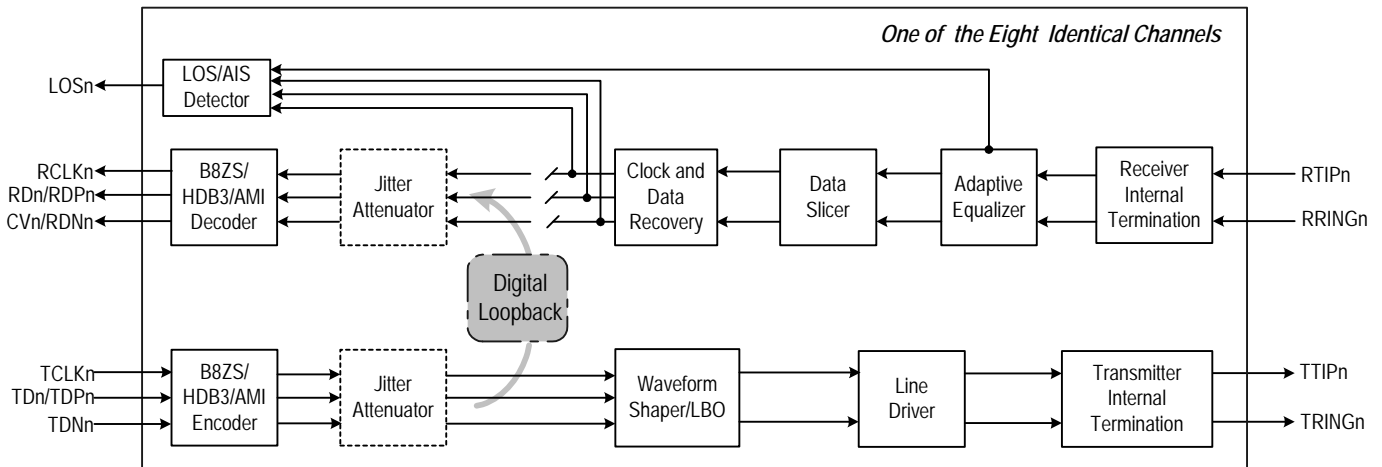 One of the Eight Identical Channels
LOSn
LOS/AIS
Detector
RCLKn
RDn/RDPn
CVn/RDNn
B8ZS/
HDB3/AMI
Decoder
Jitter
Attenuator
Clock and
Data
Recovery
Data
Slicer
Adaptive
Equalizer
Receiver
Internal
Termination
RTIPn
RRINGn
Digital
Loopback
TCLKn
TDn/TDPn
TDNn
B8ZS/
HDB3/AMI
Encoder
Jitter
Attenuator
Waveform
Shaper/LBO
Line
Driver
Transmitter
Internal
Termination
TTIPn
TRINGn